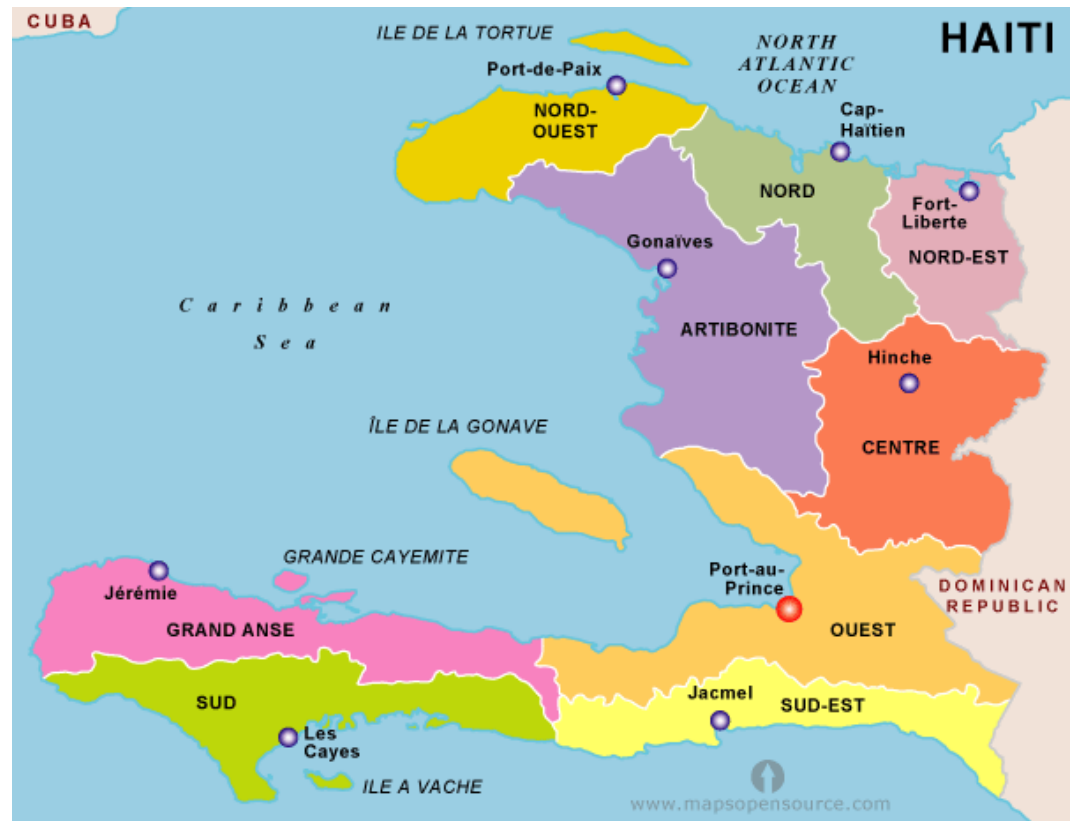 CUBA
HAITI
ILE DE LA TORTUE
NORTH
ATLANTIC
OCEAN
Port-de-Paix
NORD-
OUEST
Cap-
Haïtien
NORD
Fort-
Liberte
NORD-EST
Gonaïves
Caribbean
Sea
ARTIBONITE
Hinche
CENTRE
ÎLE DE LA GONAVE
GRANDE CAYEMITE
Port-au-
Prince
DOMINICAN
REPUBLIC
Jérémie
GRAND ANSE
OUEST
SUD
Jacmel
SUD-EST
Les
Cayes
ILE A VACHE
www.mapsopensource.com